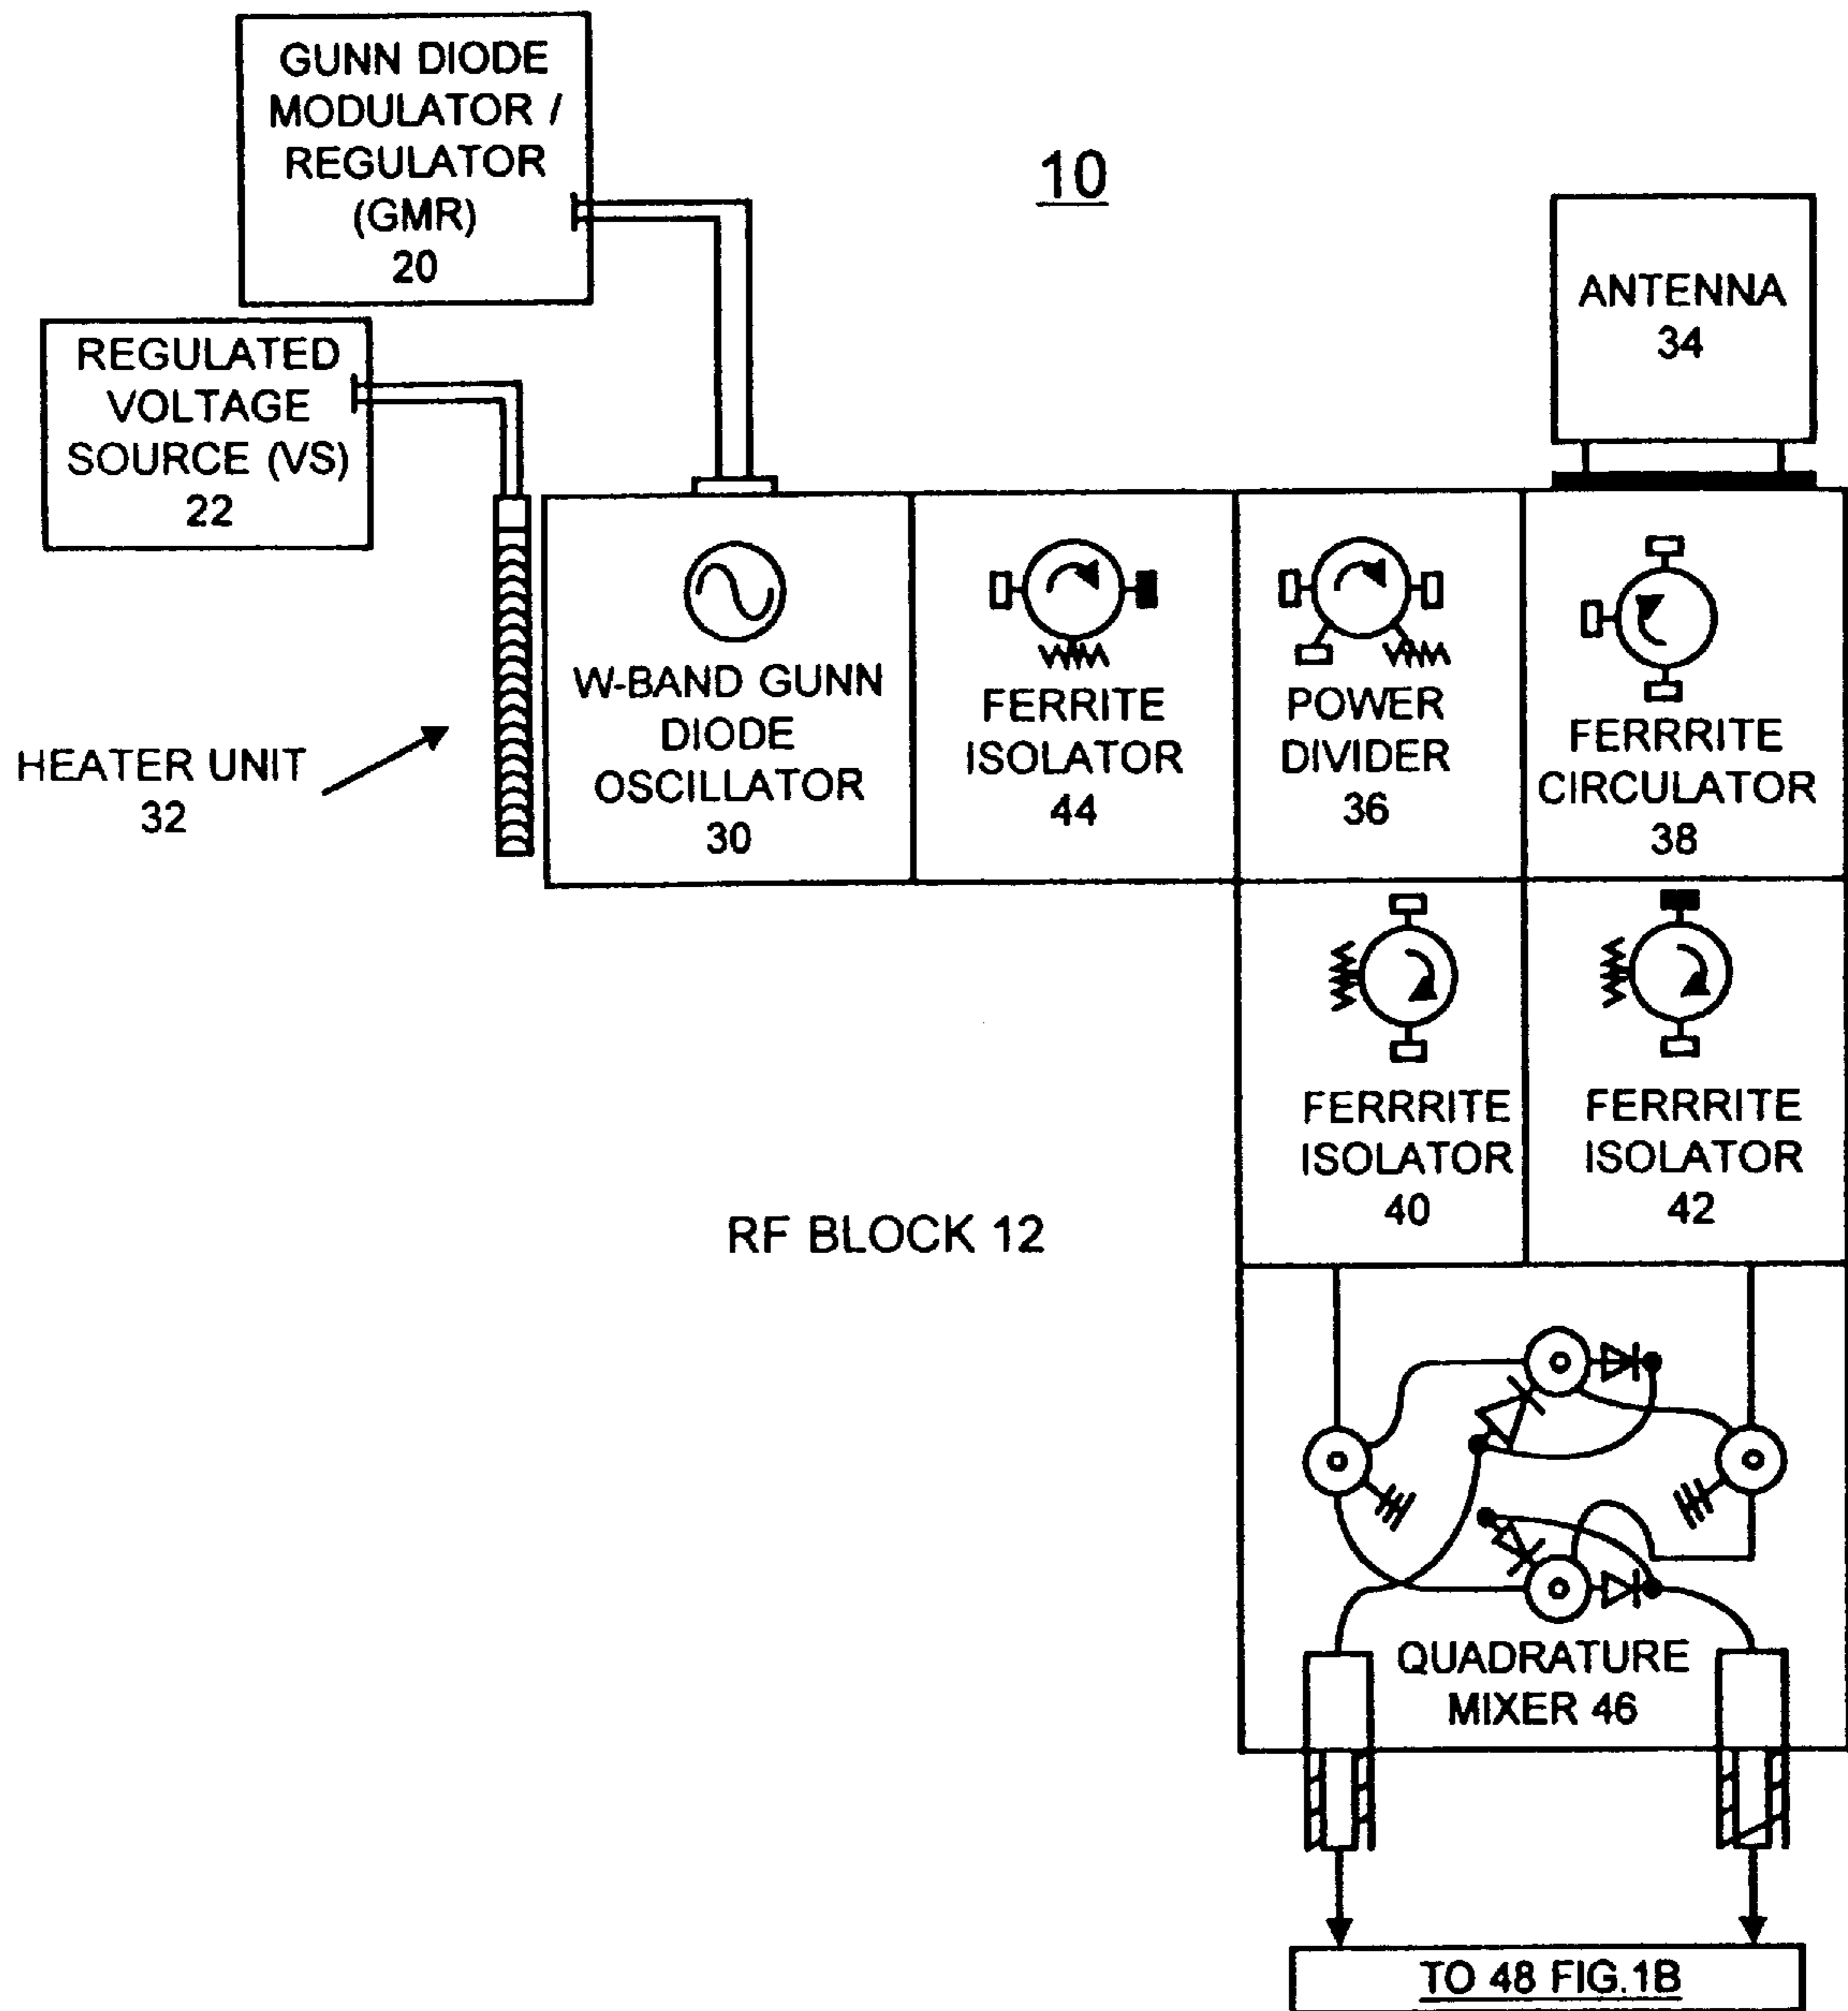 GUNN DIODE
MODULATOR /
REGULATOR
(GMR)
20
10
ANTENNA
34
REGULATED
VOLTAGE
SOURCE (VS)
22
HEATER UNIT
32
W-BAND GUNN
DIODE
OSCILLATOR
30
FERRITE
ISOLATOR
44
POWER
DIVIDER
36
FERRRITE
CIRCULATOR
38
FERRRITE
ISOLATOR
40
FERRRITE
ISOLATOR
42
RF BLOCK 12
QUADRATURE
MIXER 46
TO 48 FIG.1B